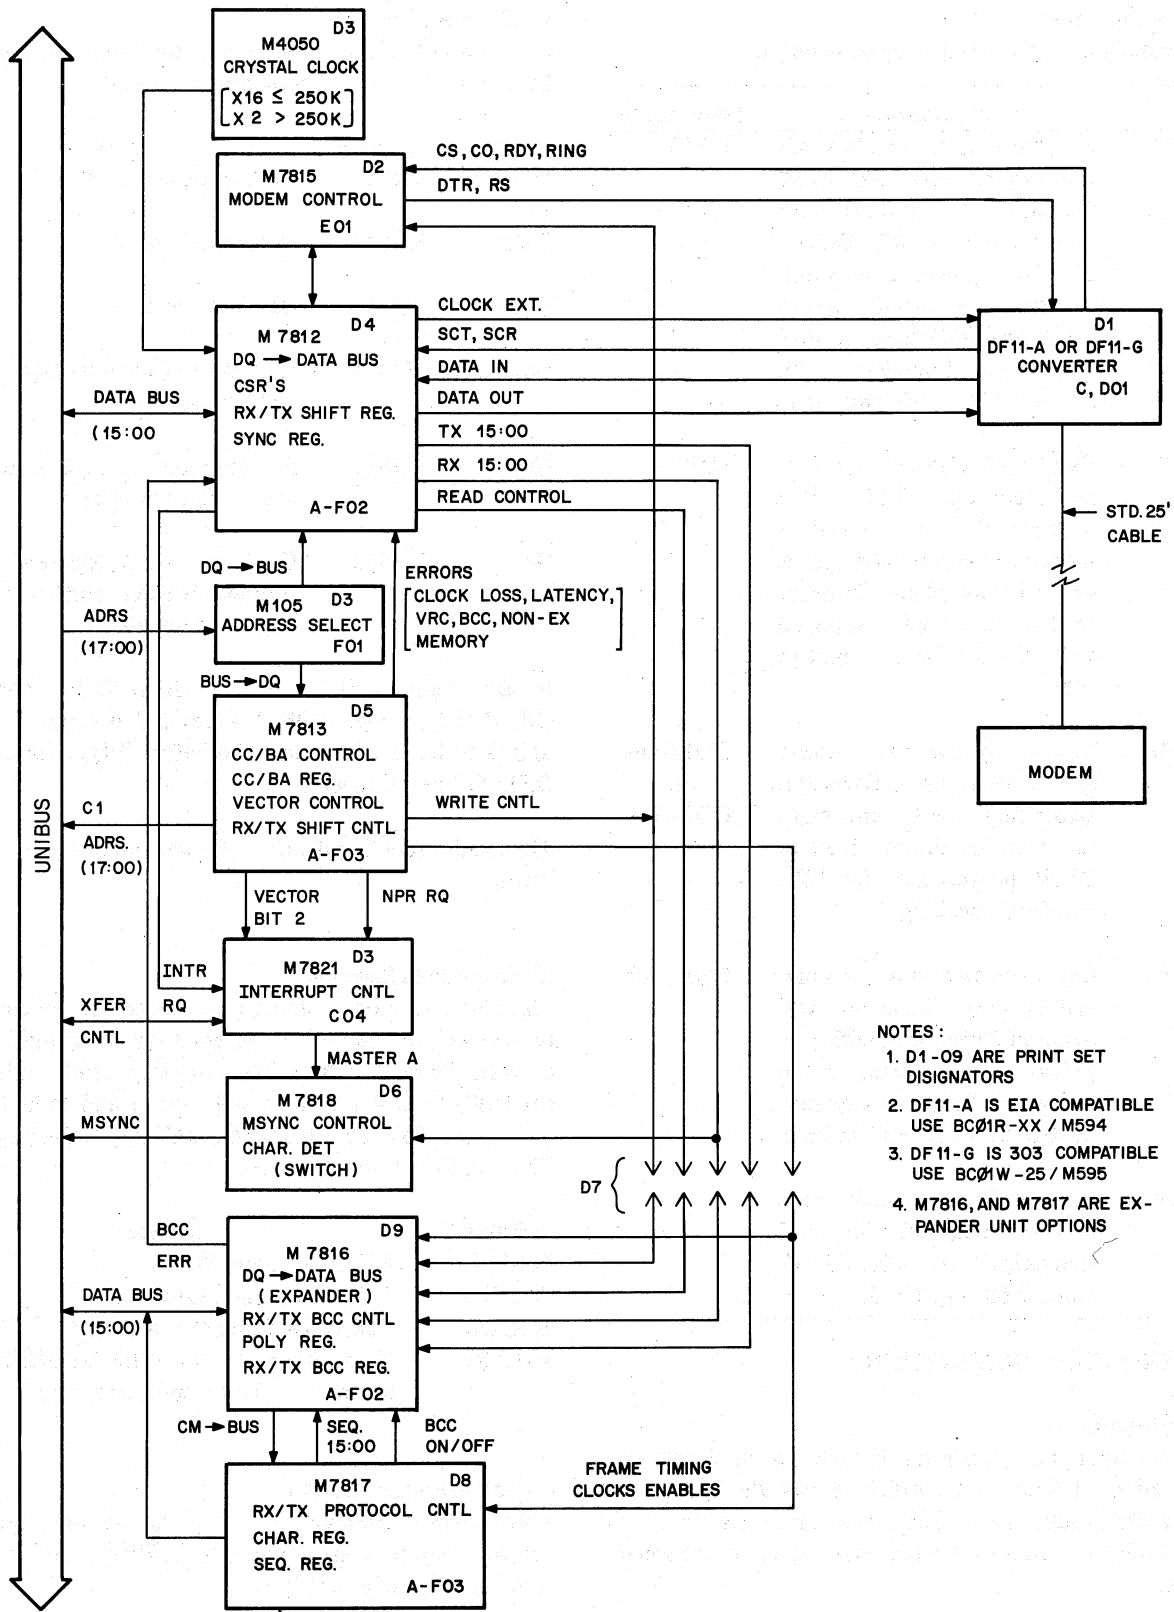 D3
M4050
CRYSTAL CLOCK
X16 ≤ 250K
X 2 > 250K
D2
M7815
MODEM CONTROL
E01
CS, CO, RDY, RING
DTR, RS
D4
M 7812
DQ → DATA BUS
CSR'S
RX/TX SHIFT REG.
SYNC REG.
A-F02
CLOCK EXT.
SCT, SCR
DATA IN
DATA OUT
TX 15:00
RX 15:00
READ CONTROL
D1
DF11-A OR DF11-G
CONVERTER
C, D01
DATA BUS
(15:00
STD. 25'
CABLE
DQ → BUS
ERRORS
CLOCK LOSS, LATENCY,
VRC, BCC, NON-EX
MEMORY
M105 D3
ADDRESS SELECT
F01
ADRS
(17:00)
BUS → DQ
D5
M7813
CC/BA CONTROL
CC/BA REG.
VECTOR CONTROL
RX/TX SHIFT CNTL
A-F03
WRITE CNTL
MODEM
UNIBUS
C1
ADRS.
(17:00)
VECTOR
BIT 2
NPR RQ
D3
M7821
INTERRUPT CNTL
C04
INTR
RQ
XFER
CNTL
MASTER A
D6
M7818
MSYNC CONTROL
CHAR. DET
(SWITCH)
MSYNC
D7
NOTES :
1. D1-09 ARE PRINT SET
DISIGNATORS
2. DF11-A IS EIA COMPATIBLE
USE BCØ1R-XX / M594
3. DF11-G IS 303 COMPATIBLE
USE BCØ1W-25 / M595
4. M7816, AND M7817 ARE EX-
PANDER UNIT OPTIONS
BCC
ERR
D9
M 7816
DQ → DATA BUS
(EXPANDER)
RX/TX BCC CNTL
POLY REG.
RX/TX BCC REG.
A-F02
DATA BUS
(15:00)
CM → BUS
SEQ.
15:00
BCC
ON/OFF
D8
M7817
RX/TX PROTOCOL CNTL
CHAR. REG.
SEQ. REG.
A-F03
FRAME TIMING
CLOCKS ENABLES